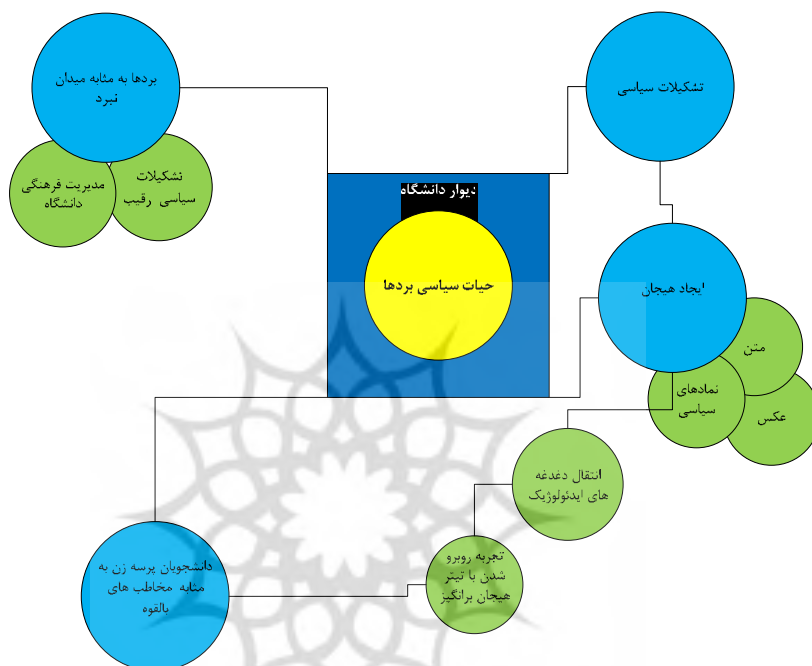 تشکیلات سیاسی
بردها به مثابه میدان
نبرد
تشکیلات
سیاسی رقیب
مدیریت فرهنگی
دانشگاه
دیوار دانشگاه
حیات سیاسی بردها
ایجاد هیجان
متن
نمادهای
سیاسی
عکس
انتقال دغدغه
های ایدئولوژیک
تجربه روبرو
شدن با تیتر
هیجان برانگیز
دانشجویان پرسه زن به
مثابه مخاطب های
بالقوه